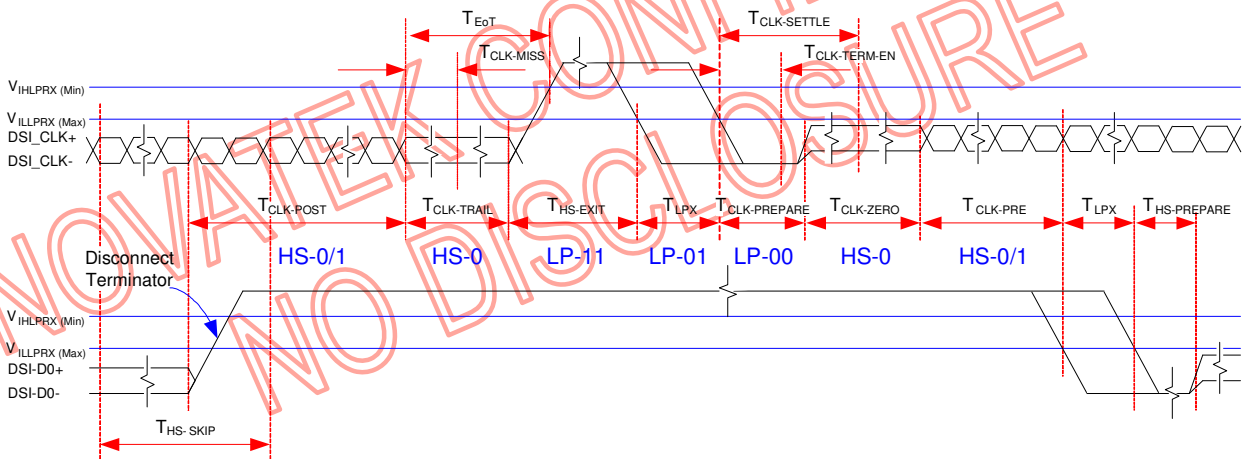 T EoT
T CLK-SETTLE
T CLK-MISS
T CLK-TERM-EN
V IHLPRX (Min)
V ILLPRX (Max)
DSI_CLK+
DSI_CLK-
T CLK-POST
T CLK-TRAIL
T HS-EXIT
T LPX
T CLK-PREPARE
T CLK-ZERO
T CLK-PRE
T LPX
T HS-PREPARE
Disconnect
Terminator
HS-0/1
HS-0
LP-11
LP-01
LP-00
HS-0
HS-0/1
V IHLPRX (Min)
V ILLPRX (Max)
DSI-D0+
DSI-D0-
T HS-SKIP
NOVATEK
NO DISCLOSURE